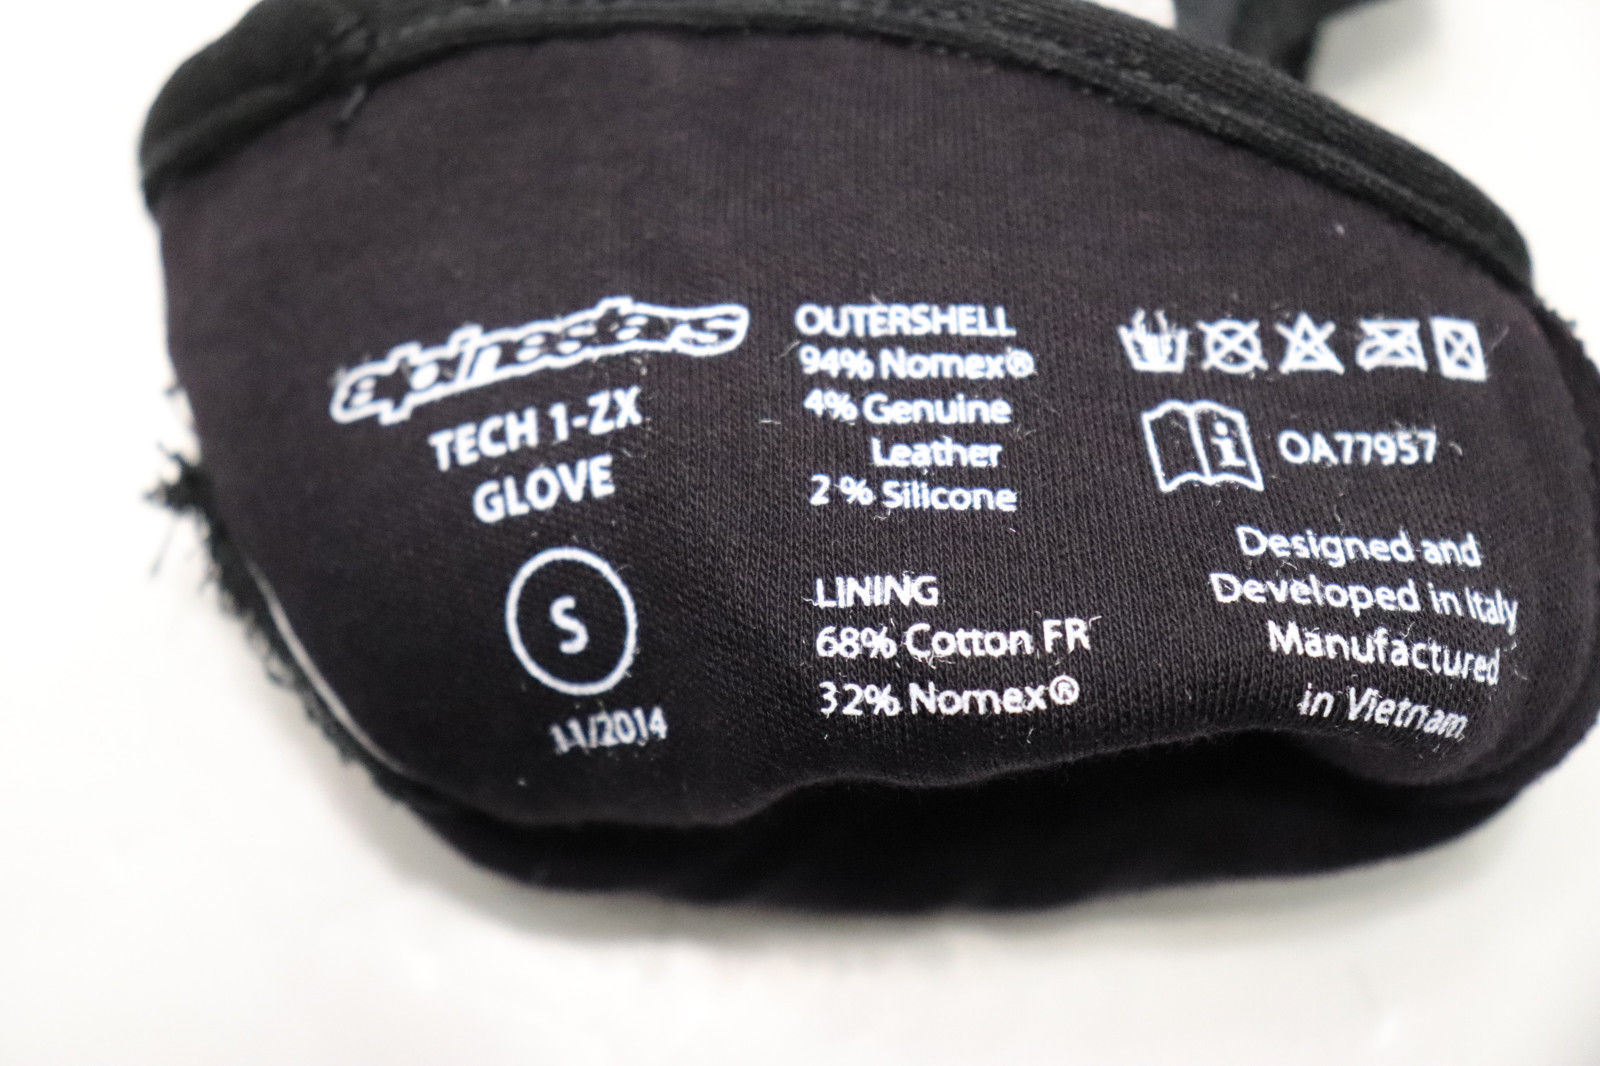 alpinestars
TECH 1-ZX
GLOVE
S
11/2014
OUTERSHELL
94% Nomex®
4% Genuine
Leather
2% Silicone
LINING
68% Cotton FR
32% Nomex®
OA77957
Designed and
Developed in Italy
Manufactured
in Vietnam